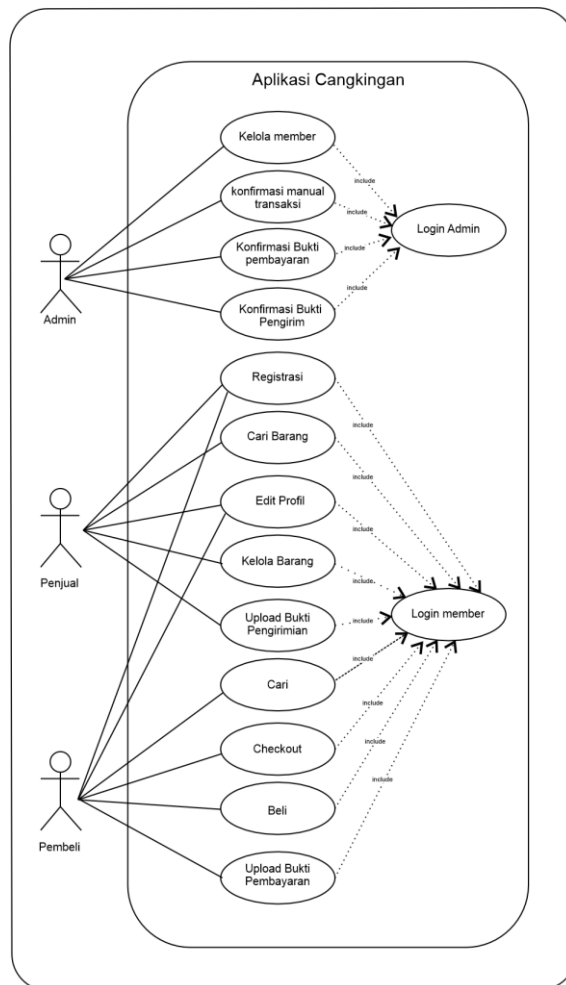 Aplikasi Cangkingan
Kelola member
include
konfirmasi manual
transaksi
include
Login Admin
Konfirmasi Bukti
pembayaran
include
Konfirmasi Bukti
Pengirim
include
Admin
Registrasi
include
Cari Barang
include
Edit Profil
include
Penjual
Kelola Barang
include
Login member
Upload Bukti
Pengirimian
include
Cari
include
Checkout
include
Beli
include
Pembeli
Upload Bukti
Pembayaran
include